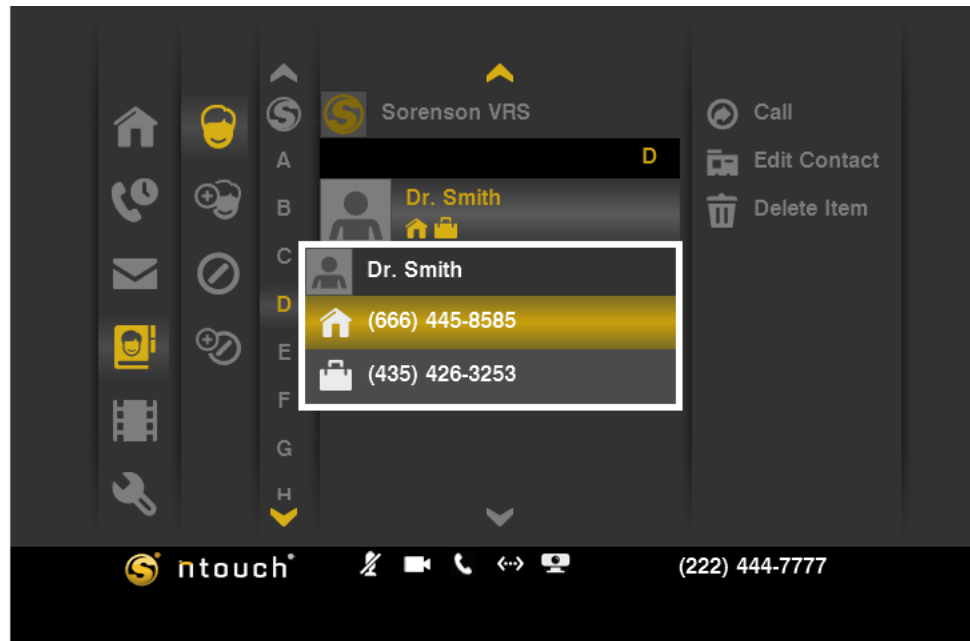 Sorenson VRS
D
Dr. Smith
Dr. Smith
(666) 445-8585
(435) 426-3253
A
B
C
D
E
F
G
H
Call
Edit Contact
Delete Item
S ntouch
(222) 444-7777